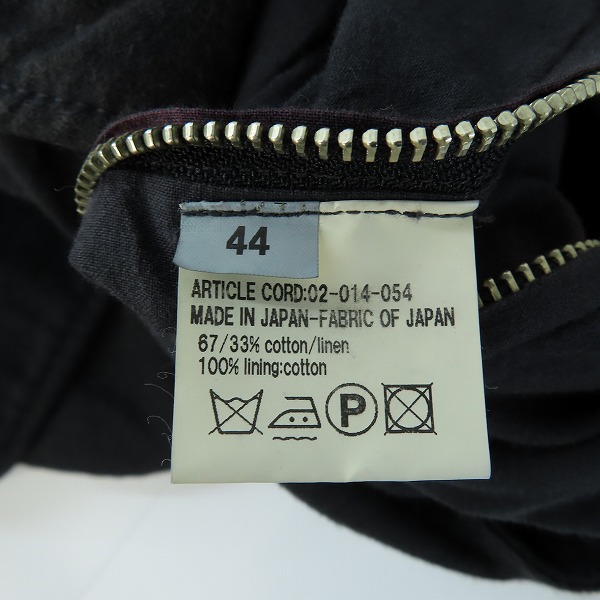 44
ARTICLE CORD:02-014-054
MADE IN JAPAN-FABRIC OF JAPAN
67/33% cotton/linen
100% lining:cotton
P